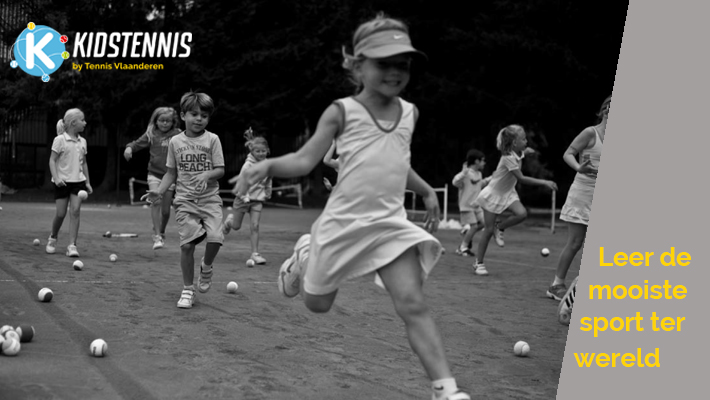 K KIDSTENNIS
by Tennis Vlaanderen
LONG
BEACH
Leer de
mooiste
sport ter
wereld